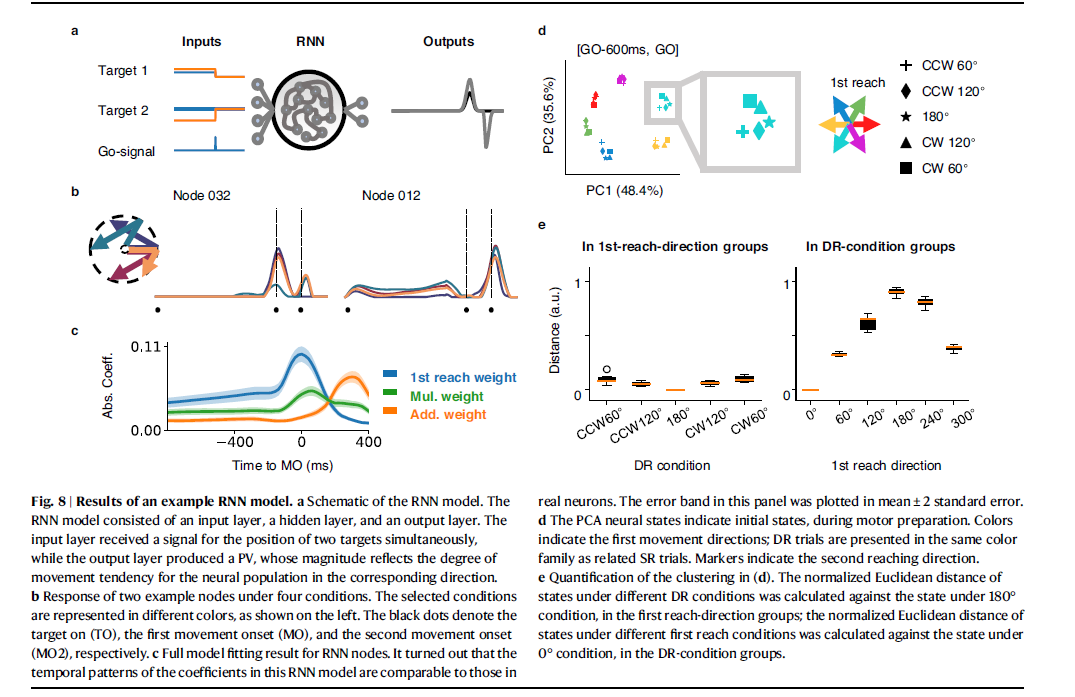 a
Inputs
RNN
Outputs
Target 1
Target 2
Go-signal
b
Node 032
Node 012
c
0.11
0.00
Abs. Coeff.
−400
0
400
Time to MO (ms)
1st reach weight
Mul. weight
Add. weight
d
[GO-600ms, GO]
PC2 (35.6%)
PC1 (48.4%)
1st reach
CCW 60°
CCW 120°
180°
CW 120°
CW 60°
e
In 1st-reach-direction groups
Distance (a.u.)
1
0
CCW60°
CCW120°
180°
CW120°
CW60°
DR condition
In DR-condition groups
1
0
0°
60°
120°
180°
240°
300°
1st reach direction
Fig. 8 | Results of an example RNN model. a Schematic of the RNN model. The
RNN model consisted of an input layer, a hidden layer, and an output layer. The
input layer received a signal for the position of two targets simultaneously,
while the output layer produced a PV, whose magnitude reflects the degree of
movement tendency for the neural population in the corresponding direction.
b Response of two example nodes under four conditions. The selected conditions
are represented in different colors, as shown on the left. The black dots denote the
target on (TO), the first movement onset (MO), and the second movement onset
(MO2), respectively. c Full model fitting result for RNN nodes. It turned out that the
temporal patterns of the coefficients in this RNN model are comparable to those in
real neurons. The error band in this panel was plotted in mean ± 2 standard error.
d The PCA neural states indicate initial states, during motor preparation. Colors
indicate the first movement directions; DR trials are presented in the same color
family as related SR trials. Markers indicate the second reaching direction.
e Quantification of the clustering in (d). The normalized Euclidean distance of
states under different DR conditions was calculated against the state under 180°
condition, in the first reach-direction groups; the normalized Euclidean distance of
states under different first reach conditions was calculated against the state under
0° condition, in the DR-condition groups.